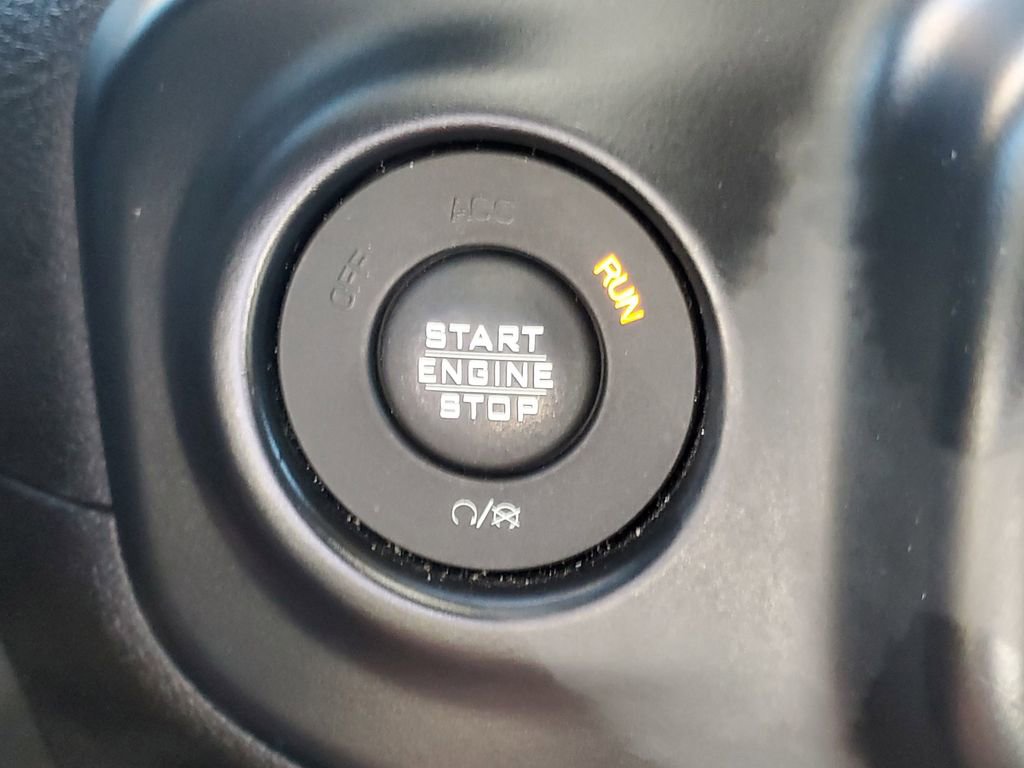 ACC
OFF
RUN
START
ENGINE
STOP